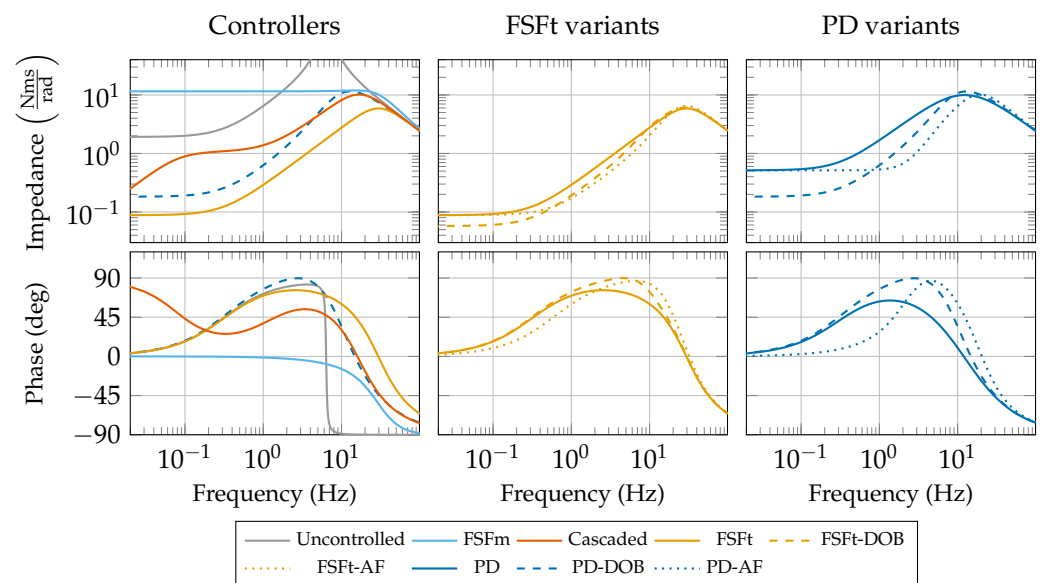 Controllers FSFt variants PD variants
Impedance (Nms/rad)
10^1
10^0
10^−1
Phase (deg)
90
45
0
−45
−90
10^−1 10^0 10^1 10^−1 10^0 10^1 10^−1 10^0 10^1
Frequency (Hz) Frequency (Hz) Frequency (Hz)
Uncontrolled FSFm Cascaded FSFt FSFt-DOB
FSFt-AF PD PD-DOB PD-AF